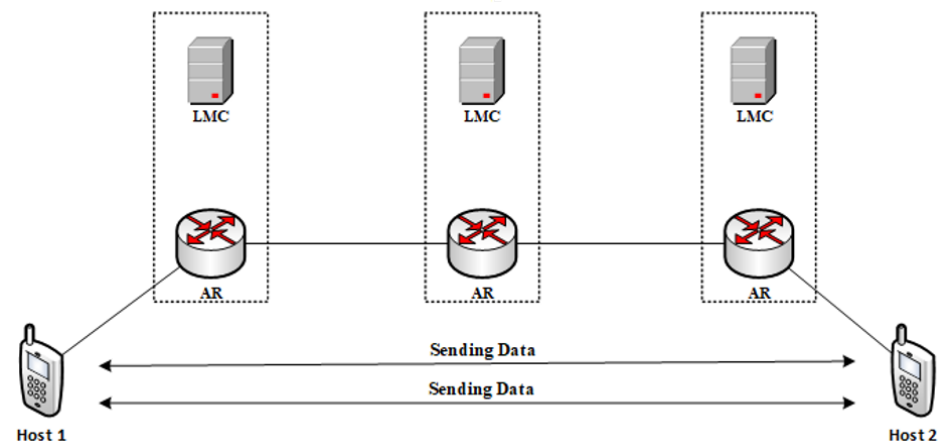 LMC
LMC
LMC
AR
AR
AR
Sending Data
Sending Data
Host 1
Host 2